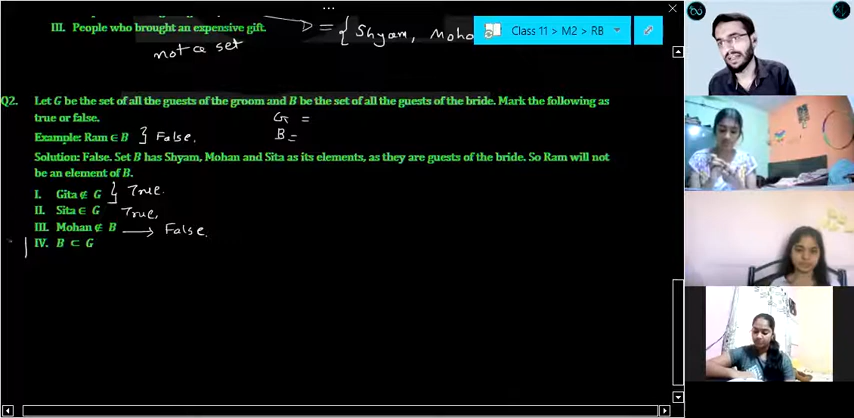 III. People who brought an expensive gift.
not a set
D = { Shyam, Moha
Class 11 > M2 > RB
Q2. Let G be the set of all the guests of the groom and B be the set of all the guests of the bride. Mark the following as
true or false.
G =
Example: Ram ∈ B } False.
B =
Solution: False. Set B has Shyam, Mohan and Sita as its elements, as they are guests of the bride. So Ram will not
be an element of B.
I. Gita ∉ G } True.
II. Sita ∈ G True.
III. Mohan ∉ B → False.
IV. B ⊂ G